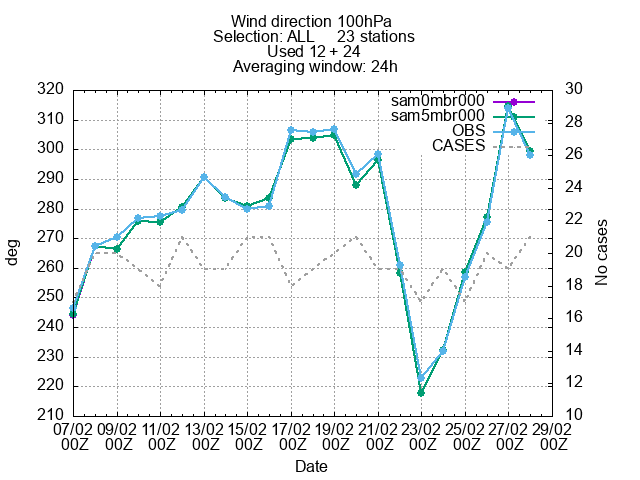 Wind direction 100hPa
Selection: ALL 23 stations
Used 12 + 24
Averaging window: 24h
320 30
310 28
300 26
290 24
280 22
270 20
260 18
250 16
240 14
230 12
220 10
210
sam0mbr000
sam5mbr000
OBS
CASES
deg
No cases
07/02 09/02 11/02 13/02 15/02 17/02 19/02 21/02 23/02 25/02 27/02 29/02
00Z 00Z 00Z 00Z 00Z 00Z 00Z 00Z 00Z 00Z 00Z 00Z
Date